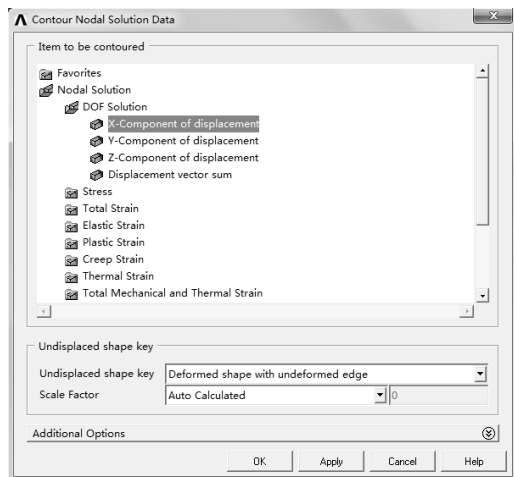 Contour Nodal Solution Data
Item to be contoured
Favorites
Nodal Solution
DOF Solution
X-Component of displacement
Y-Component of displacement
Z-Component of displacement
Displacement vector sum
Stress
Total Strain
Elastic Strain
Plastic Strain
Creep Strain
Thermal Strain
Total Mechanical and Thermal Strain
Undisplaced shape key
Undisplaced shape key Deformed shape with undeformed edge
Scale Factor Auto Calculated 0
Additional Options
OK Apply Cancel Help